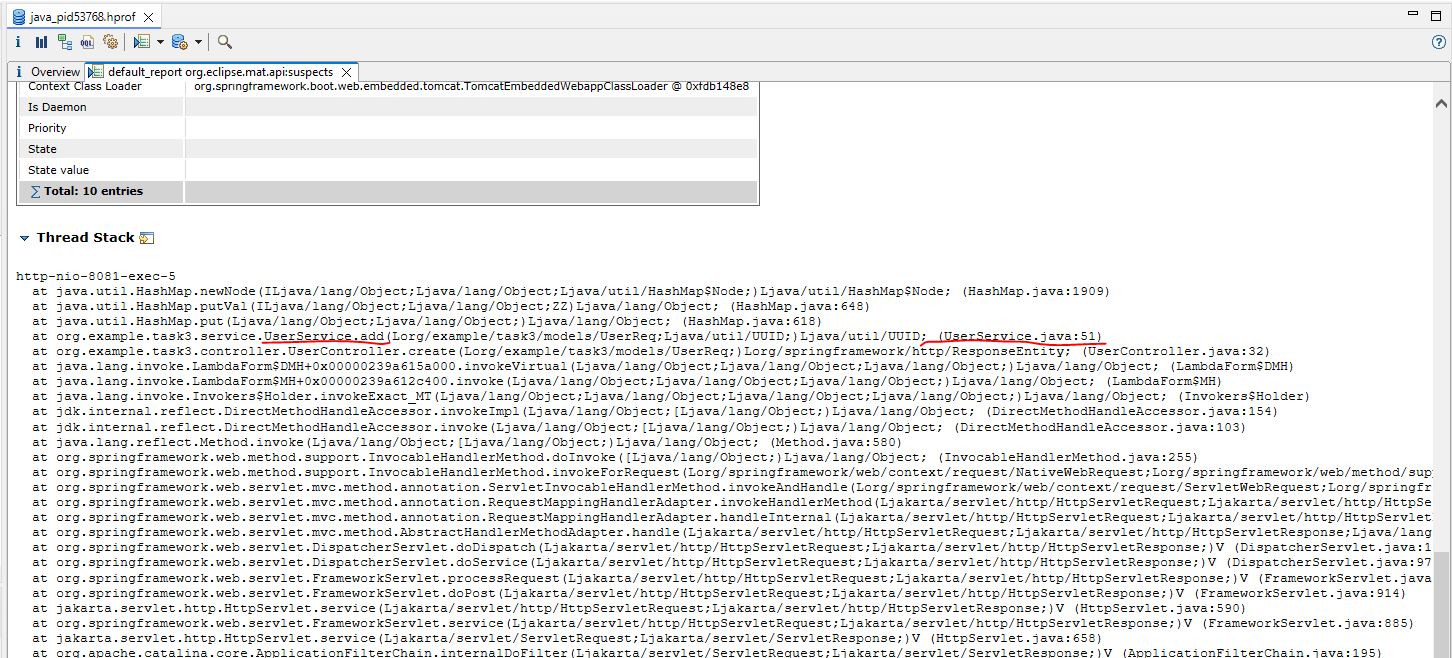 java_pid53768.hprof
Overview default_report org.eclipse.mat.api:suspects
Context Class Loader org.springframework.boot.web.embedded.tomcat.TomcatEmbeddedWebappClassLoader @ 0xfdb148e8
Is Daemon
Priority
State
State value
∑ Total: 10 entries
Thread Stack
http-nio-8081-exec-5
at java.util.HashMap.newNode(ILjava/lang/Object;Ljava/lang/Object;Ljava/util/HashMap$Node;)Ljava/util/HashMap$Node; (HashMap.java:1909)
at java.util.HashMap.putVal(ILjava/lang/Object;Ljava/lang/Object;ZZ)Ljava/lang/Object; (HashMap.java:648)
at java.util.HashMap.put(Ljava/lang/Object;Ljava/lang/Object;)Ljava/lang/Object; (HashMap.java:618)
at org.example.task3.service.UserService.add(Lorg/example/task3/models/UserReq;Ljava/util/UUID;)Ljava/util/UUID; (UserService.java:51)
at org.example.task3.controller.UserController.create(Lorg/example/task3/models/UserReq;)Lorg/springframework/http/ResponseEntity; (UserController.java:32)
at java.lang.invoke.LambdaForm$DMH+0x00000239a615a000.invokeVirtual(Ljava/lang/Object;Ljava/lang/Object;Ljava/lang/Object;)Ljava/lang/Object; (LambdaForm$DMH)
at java.lang.invoke.LambdaForm$MH+0x00000239a612c400.invoke(Ljava/lang/Object;Ljava/lang/Object;Ljava/lang/Object;)Ljava/lang/Object; (LambdaForm$MH)
at java.lang.invoke.Invokers$Holder.invokeExact_MT(Ljava/lang/Object;Ljava/lang/Object;Ljava/lang/Object;Ljava/lang/Object;)Ljava/lang/Object; (Invokers$Holder)
at jdk.internal.reflect.DirectMethodHandleAccessor.invokeImpl(Ljava/lang/Object;[Ljava/lang/Object;)Ljava/lang/Object; (DirectMethodHandleAccessor.java:154)
at jdk.internal.reflect.DirectMethodHandleAccessor.invoke(Ljava/lang/Object;[Ljava/lang/Object;)Ljava/lang/Object; (DirectMethodHandleAccessor.java:103)
at java.lang.reflect.Method.invoke(Ljava/lang/Object;[Ljava/lang/Object;)Ljava/lang/Object; (Method.java:580)
at org.springframework.web.method.support.InvocableHandlerMethod.doInvoke([Ljava/lang/Object;)Ljava/lang/Object; (InvocableHandlerMethod.java:255)
at org.springframework.web.method.support.InvocableHandlerMethod.invokeForRequest(Lorg/springframework/web/context/request/NativeWebRequest;Lorg/springframework/web/method/sup
at org.springframework.web.servlet.mvc.method.annotation.ServletInvocableHandlerMethod.invokeAndHandle(Lorg/springframework/web/context/request/ServletWebRequest;Lorg/springfr
at org.springframework.web.servlet.mvc.method.annotation.RequestMappingHandlerAdapter.invokeHandlerMethod(Ljakarta/servlet/http/HttpServletRequest;Ljakarta/servlet/http/HttpSe
at org.springframework.web.servlet.mvc.method.annotation.RequestMappingHandlerAdapter.handleInternal(Ljakarta/servlet/http/HttpServletRequest;Ljakarta/servlet/http/HttpServlet
at org.springframework.web.servlet.mvc.method.AbstractHandlerMethodAdapter.handle(Ljakarta/servlet/http/HttpServletRequest;Ljakarta/servlet/http/HttpServletResponse;Ljava/lang
at org.springframework.web.servlet.DispatcherServlet.doDispatch(Ljakarta/servlet/http/HttpServletRequest;Ljakarta/servlet/http/HttpServletResponse;)V (DispatcherServlet.java:1
at org.springframework.web.servlet.DispatcherServlet.doService(Ljakarta/servlet/http/HttpServletRequest;Ljakarta/servlet/http/HttpServletResponse;)V (DispatcherServlet.java:97
at org.springframework.web.servlet.FrameworkServlet.processRequest(Ljakarta/servlet/http/HttpServletRequest;Ljakarta/servlet/http/HttpServletResponse;)V (FrameworkServlet.java
at org.springframework.web.servlet.FrameworkServlet.doPost(Ljakarta/servlet/http/HttpServletRequest;Ljakarta/servlet/http/HttpServletResponse;)V (FrameworkServlet.java:914)
at jakarta.servlet.http.HttpServlet.service(Ljakarta/servlet/http/HttpServletRequest;Ljakarta/servlet/http/HttpServletResponse;)V (HttpServlet.java:590)
at org.springframework.web.servlet.FrameworkServlet.service(Ljakarta/servlet/http/HttpServletRequest;Ljakarta/servlet/http/HttpServletResponse;)V (FrameworkServlet.java:885)
at jakarta.servlet.http.HttpServlet.service(Ljakarta/servlet/ServletRequest;Ljakarta/servlet/ServletResponse;)V (HttpServlet.java:658)
at org.apache.catalina.core.ApplicationFilterChain.internalDoFilter(Ljakarta/servlet/ServletRequest;Ljakarta/servlet/ServletResponse;)V (ApplicationFilterChain.java:195)